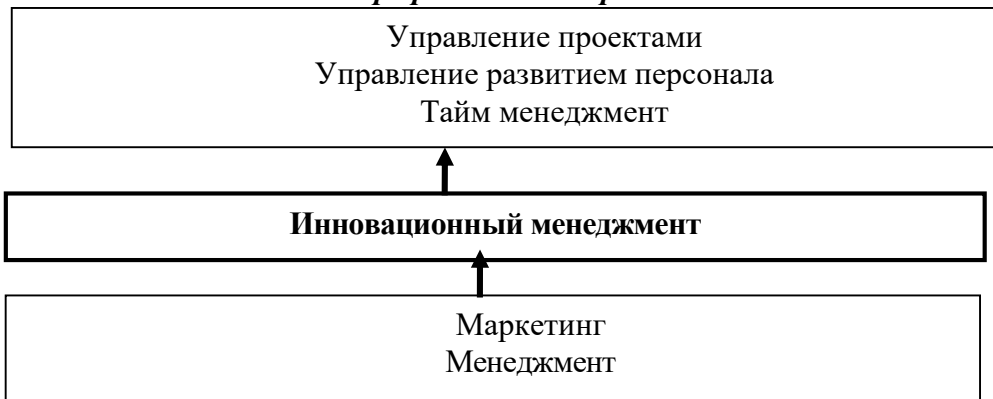 Управление проектами
Управление развитием персонала
Тайм менеджмент
Инновационный менеджмент
Маркетинг
Менеджмент